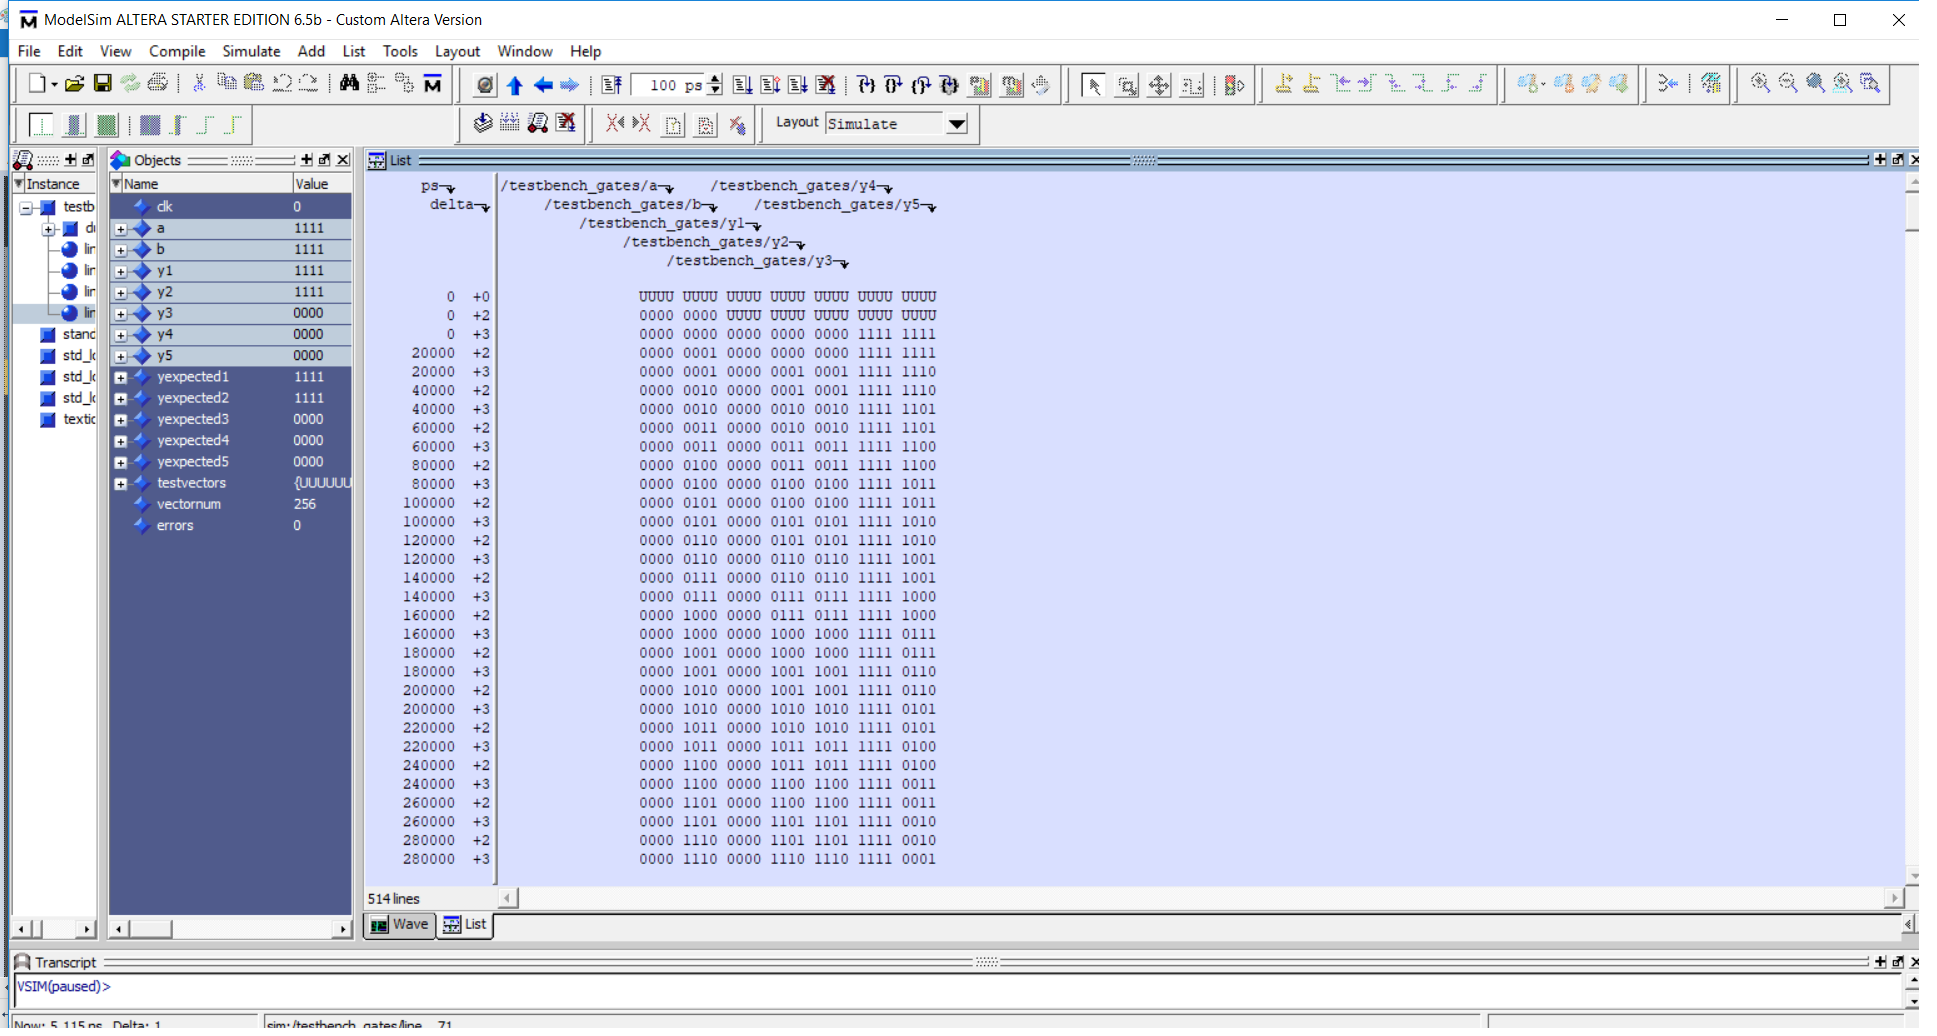 ModelSim ALTERA STARTER EDITION 6.5b - Custom Altera Version
File Edit View Compile Simulate Add List Tools Layout Window Help
100 ps
Layout Simulate
Instance
testb
stand
std_lo
std_lo
std_lo
textio
Objects
Name Value
clk 0
a 1111
b 1111
y1 1111
y2 1111
y3 0000
y4 0000
y5 0000
yexpected1 1111
yexpected2 1111
yexpected3 0000
yexpected4 0000
yexpected5 0000
testvectors {UUUUUU
vectornum 256
errors 0
List
ps /testbench_gates/a /testbench_gates/y4
delta /testbench_gates/b /testbench_gates/y5
/testbench_gates/y1
/testbench_gates/y2
/testbench_gates/y3
0 +0 UUUU UUUU UUUU UUUU UUUU UUUU UUUU
0 +2 0000 0000 UUUU UUUU UUUU UUUU UUUU
0 +3 0000 0000 0000 0000 0000 1111 1111
20000 +2 0000 0001 0000 0000 0000 1111 1111
20000 +3 0000 0001 0000 0001 0001 1111 1110
40000 +2 0000 0010 0000 0001 0001 1111 1110
40000 +3 0000 0010 0000 0010 0010 1111 1101
60000 +2 0000 0011 0000 0010 0010 1111 1101
60000 +3 0000 0011 0000 0011 0011 1111 1100
80000 +2 0000 0100 0000 0011 0011 1111 1100
80000 +3 0000 0100 0000 0100 0100 1111 1011
100000 +2 0000 0101 0000 0100 0100 1111 1011
100000 +3 0000 0101 0000 0101 0101 1111 1010
120000 +2 0000 0110 0000 0101 0101 1111 1010
120000 +3 0000 0110 0000 0110 0110 1111 1001
140000 +2 0000 0111 0000 0110 0110 1111 1001
140000 +3 0000 0111 0000 0111 0111 1111 1000
160000 +2 0000 1000 0000 0111 0111 1111 1000
160000 +3 0000 1000 0000 1000 1000 1111 0111
180000 +2 0000 1001 0000 1000 1000 1111 0111
180000 +3 0000 1001 0000 1001 1001 1111 0110
200000 +2 0000 1010 0000 1001 1001 1111 0110
200000 +3 0000 1010 0000 1010 1010 1111 0101
220000 +2 0000 1011 0000 1010 1010 1111 0101
220000 +3 0000 1011 0000 1011 1011 1111 0100
240000 +2 0000 1100 0000 1011 1011 1111 0100
240000 +3 0000 1100 0000 1100 1100 1111 0011
260000 +2 0000 1101 0000 1100 1100 1111 0011
260000 +3 0000 1101 0000 1101 1101 1111 0010
280000 +2 0000 1110 0000 1101 1101 1111 0010
280000 +3 0000 1110 0000 1110 1110 1111 0001
514 lines
Wave List
Transcript
VSIM(paused)>
Now: 5,115 ns Delta: 1 sim:/testbench_gates/line__71